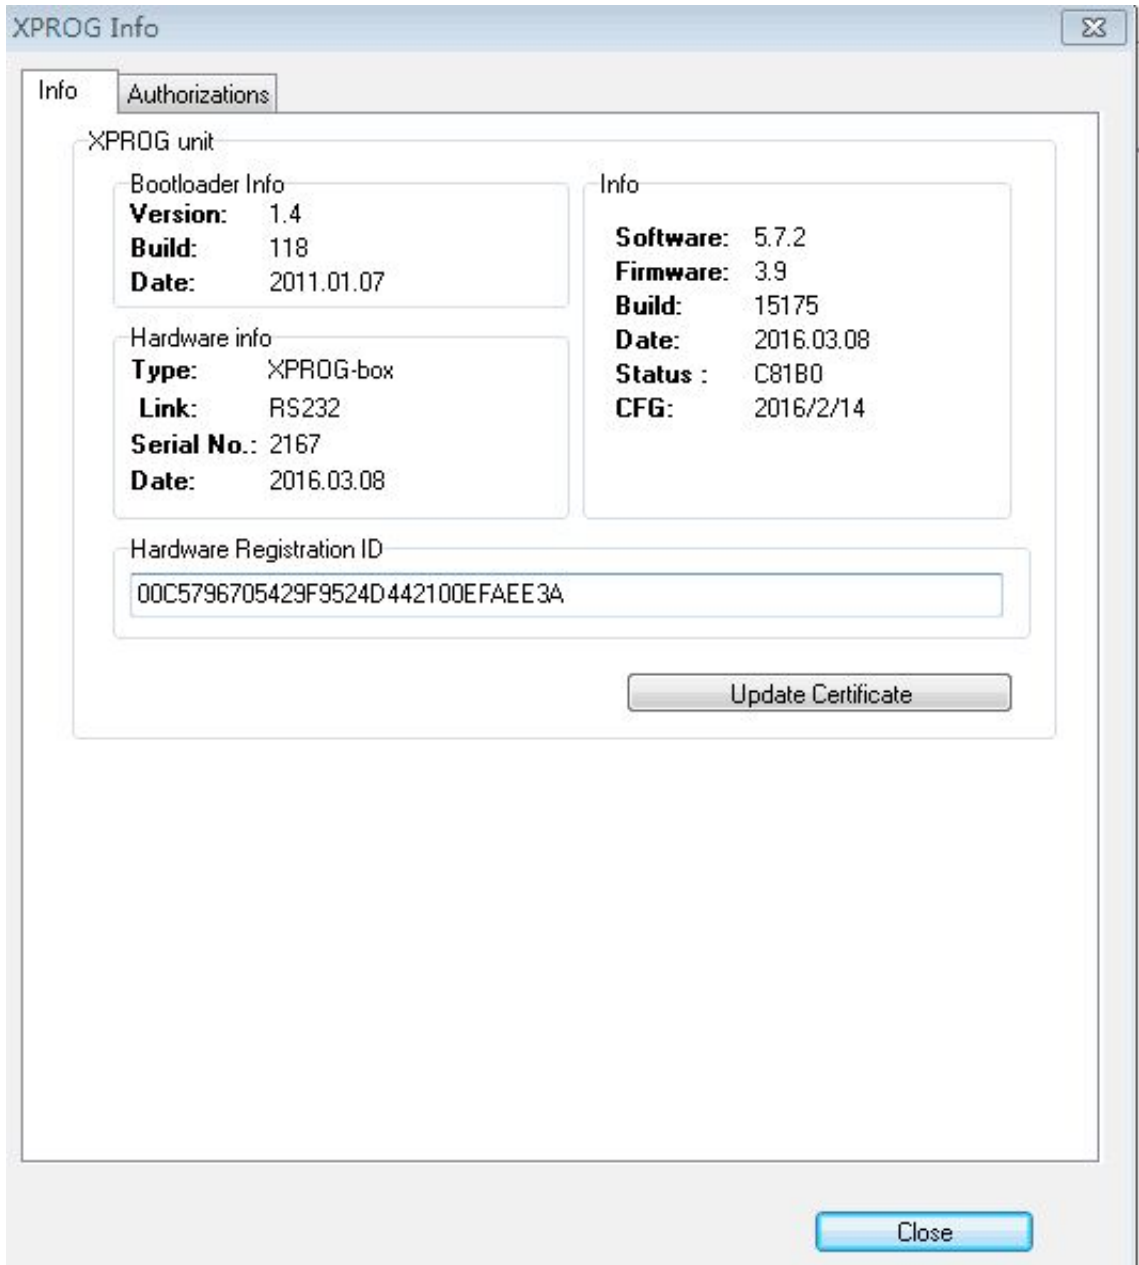 XPROG Info
Info
Authorizations
XPROG unit
Bootloader Info
Version: 1.4
Build: 118
Date: 2011.01.07
Hardware info
Type: XPROG-box
Link: RS232
Serial No.: 2167
Date: 2016.03.08
Info
Software: 5.7.2
Firmware: 3.9
Build: 15175
Date: 2016.03.08
Status : C81B0
CFG: 2016/2/14
Hardware Registration ID
00C5796705429F9524D442100EFAEE3A
Update Certificate
Close